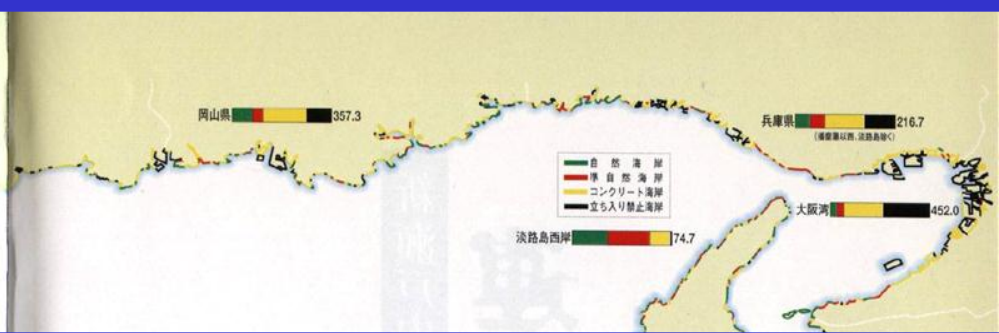 岡山県 357.3
兵庫県 216.7
(播磨灘以西、淡路島除く)
自然海岸
準自然海岸
コンクリート海岸
立ち入り禁止海岸
大阪湾 452.0
淡路島西岸 74.7